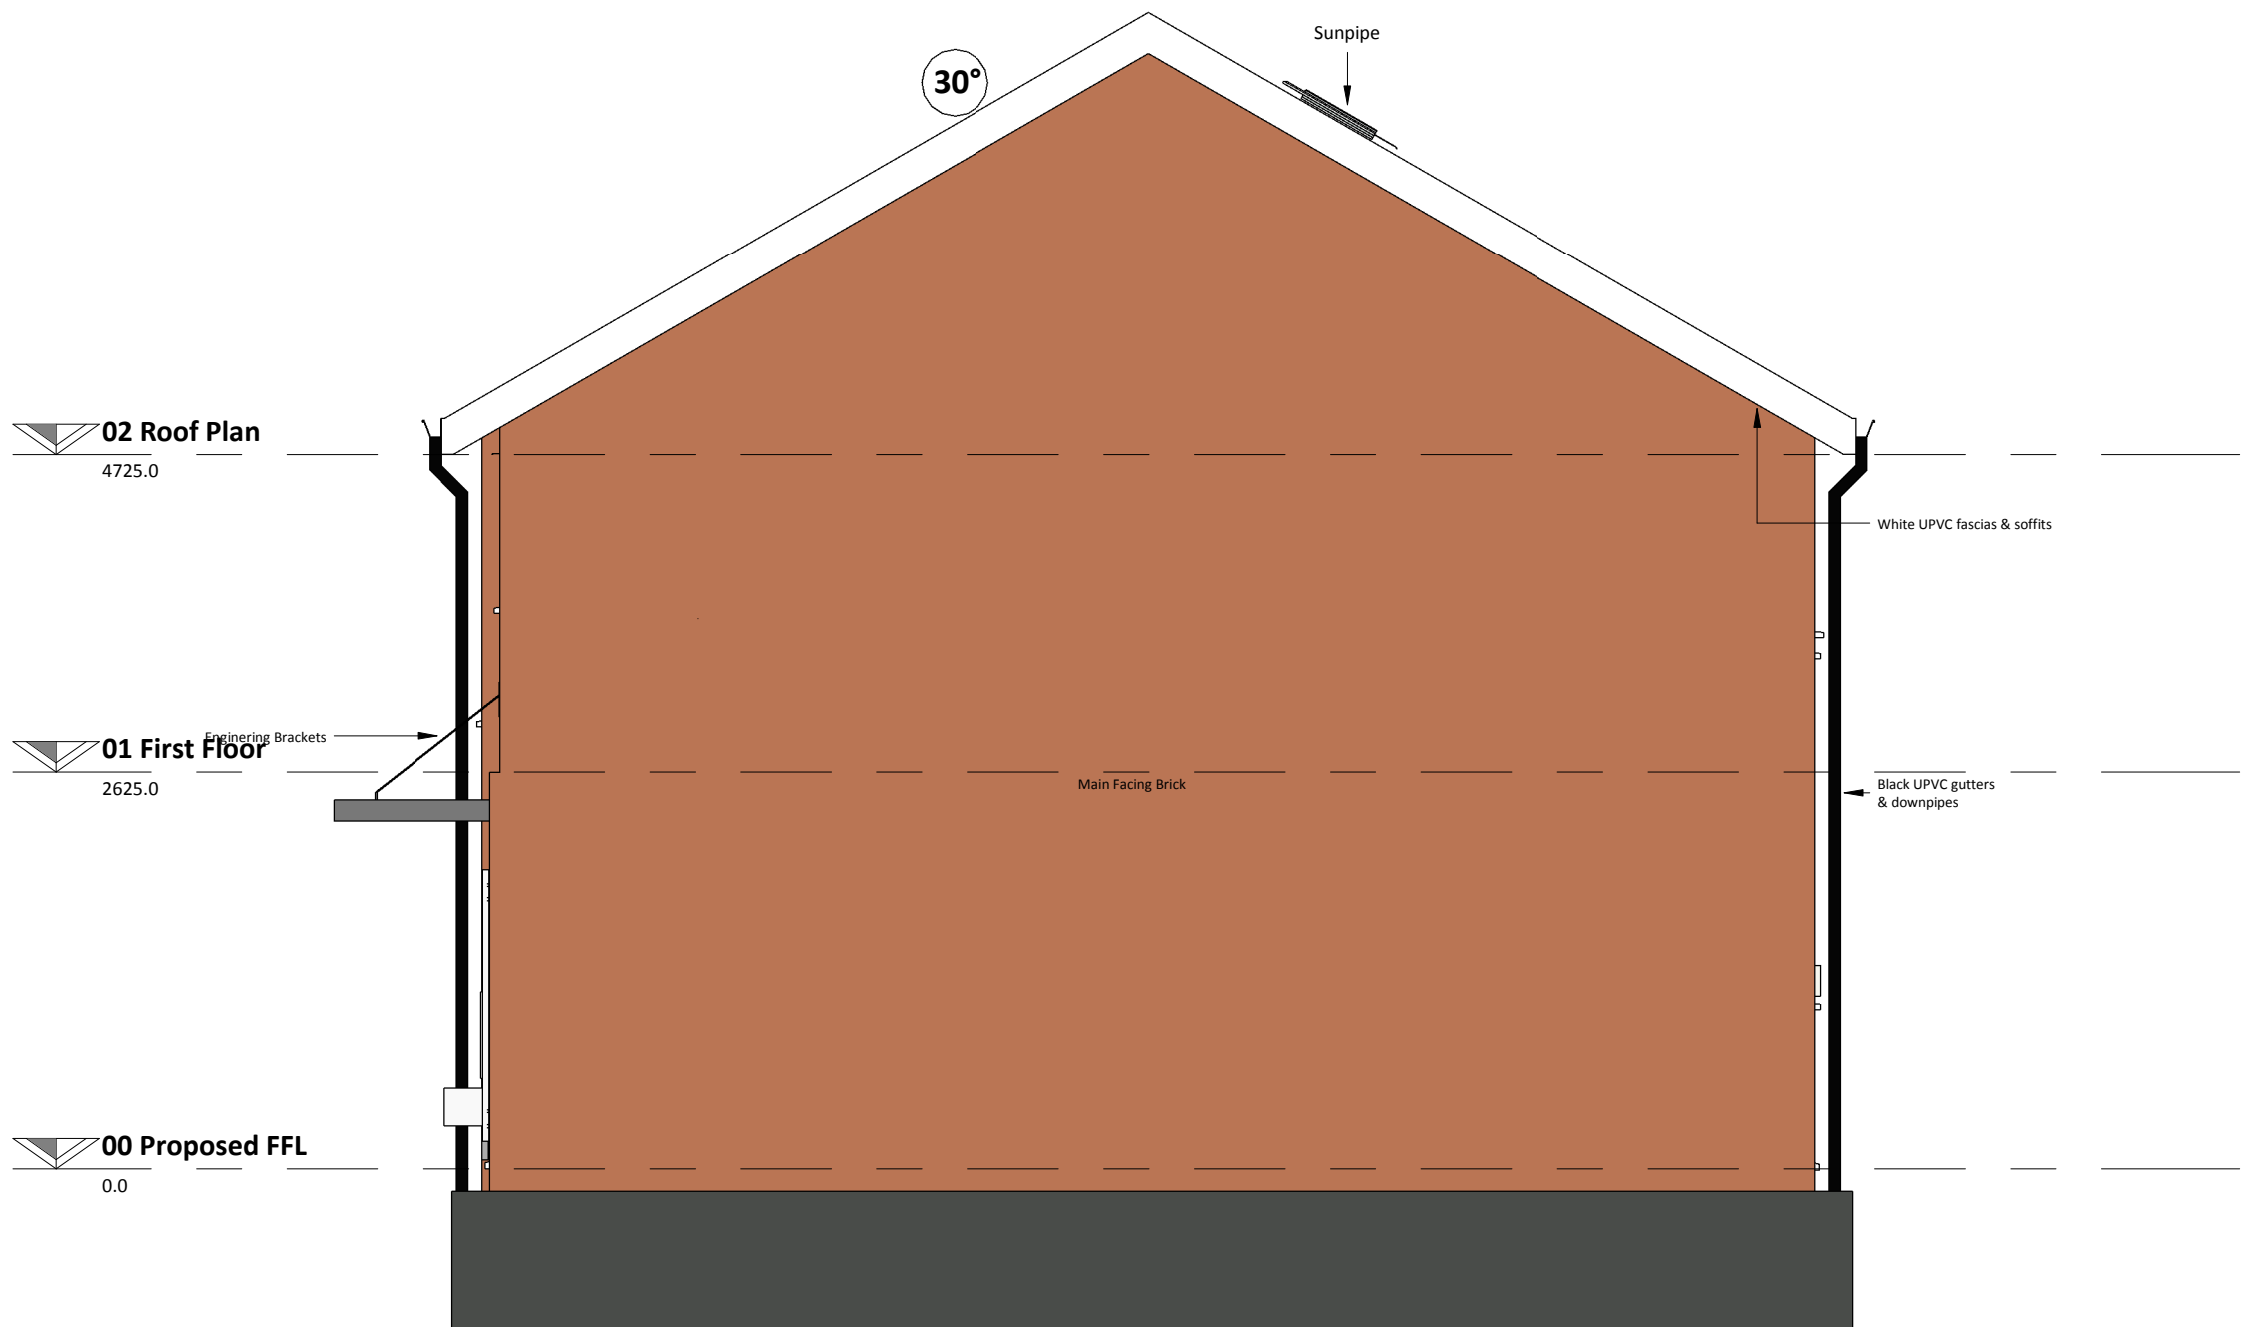 Sunpipe
30°
02 Roof Plan
4725.0
White UPVC fascias & soffits
Enginering Brackets
01 First Floor
2625.0
Main Facing Brick
Black UPVC gutters
& downpipes
00 Proposed FFL
0.0